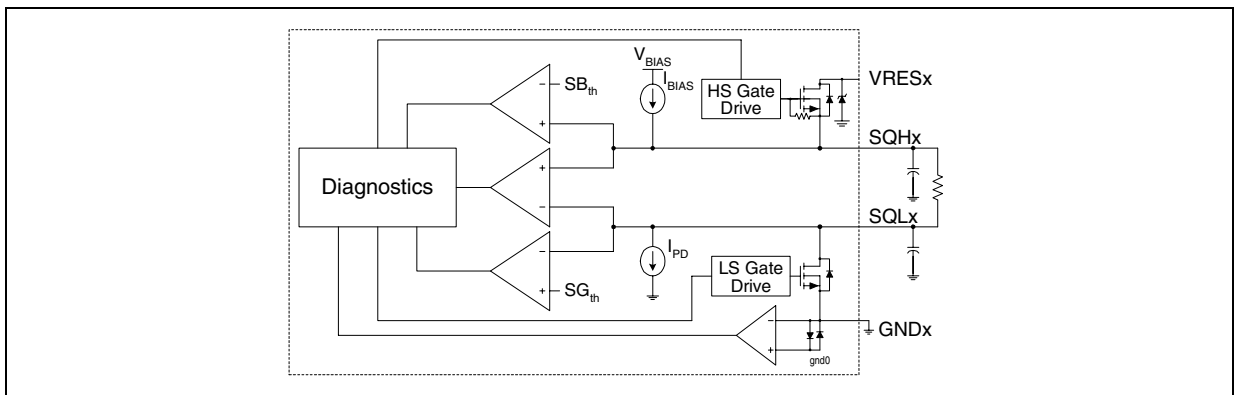 V_BIAS
I_BIAS
SB_th
HS Gate
Drive
VRESx
−
+
SQHx
Diagnostics
+
−
SQLx
−
I_PD
LS Gate
Drive
+
SG_th
−
GNDx
+
gnd0